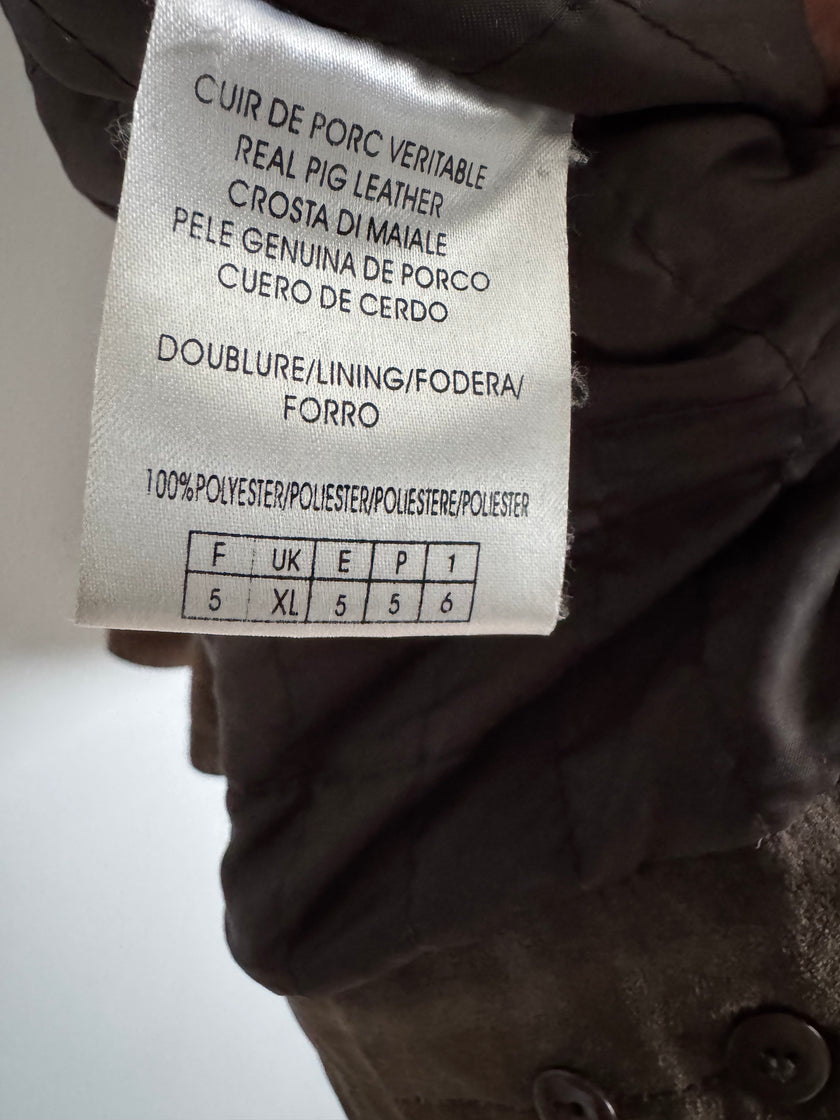 CUIR DE PORC VERITABLE
REAL PIG LEATHER
CROSTA DI MAIALE
PELE GENUINA DE PORCO
CUERO DE CERDO
DOUBLURE/LINING/FODERA/
FORRO
100%POLYESTER/POLIESTER/POLIESTERE/POLIESTER
F UK E P 1
5 XL 5 5 6